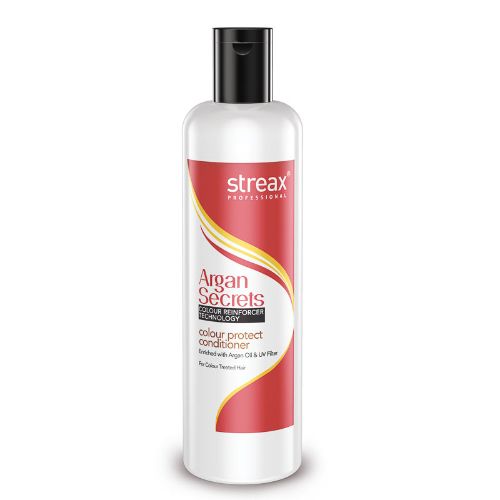 streax®
PROFESSIONAL
Argan
Secrets
COLOUR REINFORCER
TECHNOLOGY
colour protect
conditioner
Enriched with Argan Oil & UV Filter
For Colour Treated Hair